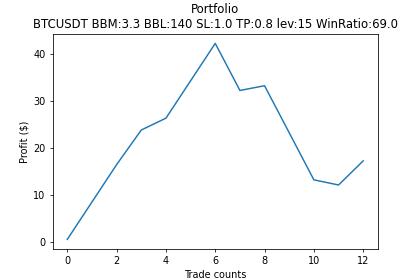 Portfolio
BTCUSDT BBM:3.3 BBL:140 SL:1.0 TP:0.8 lev:15 WinRatio:69.0
40
30
20
10
0
Profit ($)
0 2 4 6 8 10 12
Trade counts